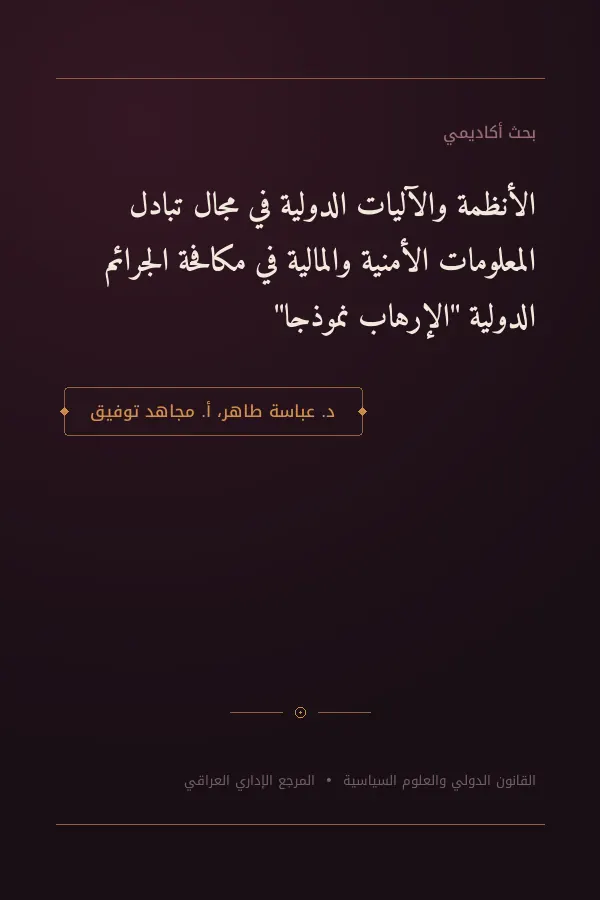 بحث أكاديمي
الأنظمة والآليات الدولية في مجال تبادل
المعلومات الأمنية والمالية في مكافحة الجرائم
الدولية "الإرهاب نموذجا"
د. عباسة طاهر، أ. مجاهد توفيق
القانون الدولي والعلوم السياسية • المرجع الإداري العراقي